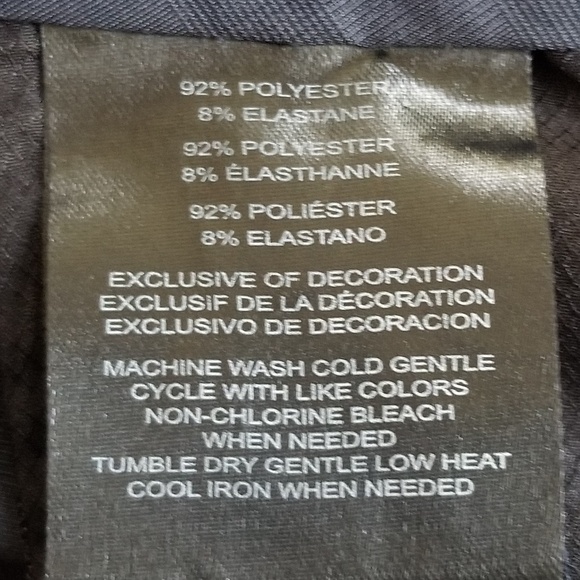 92% POLYESTER
8% ELASTANE
92% POLYESTER
8% ÉLASTHANNE
92% POLIÉSTER
8% ELASTANO
EXCLUSIVE OF DECORATION
EXCLUSIF DE LA DÉCORATION
EXCLUSIVO DE DECORACION
MACHINE WASH COLD GENTLE
CYCLE WITH LIKE COLORS
NON-CHLORINE BLEACH
WHEN NEEDED
TUMBLE DRY GENTLE LOW HEAT
COOL IRON WHEN NEEDED